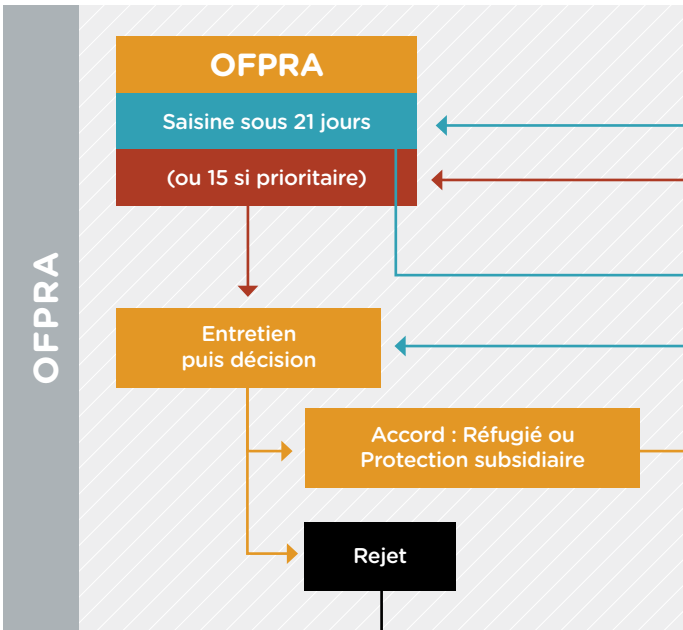 OFPRA
OFPRA
Saisine sous 21 jours
(ou 15 si prioritaire)
Entretien
puis décision
Accord : Réfugié ou
Protection subsidiaire
Rejet